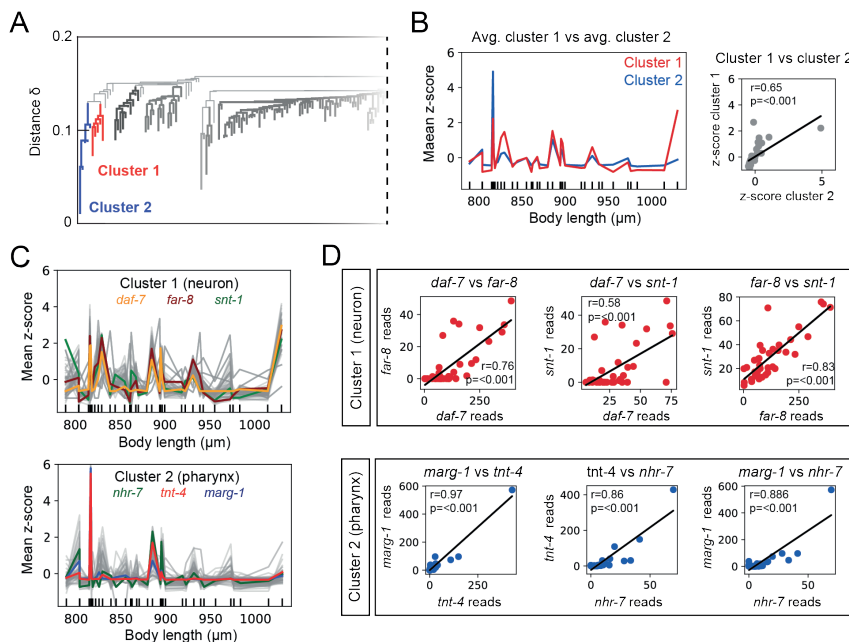 A
0.2
0.1
0
Distance δ
Cluster 1
Cluster 2
B
Avg. cluster 1 vs avg. cluster 2
Cluster 1
Cluster 2
6
4
2
0
Maean z-score
800
850
900
950
1000
Body length (µm)
Cluster 1 vs cluster 2
r=0.65
p=<0.001
6
4
2
0
z-score cluster 1
0
5
z-score cluster 2
C
Cluster 1 (neuron)
daf-7 far-8 snt-1
6
4
2
0
Mean z-score
800
850
900
950
1000
Body length (µm)
Cluster 2 (pharynx)
nhr-7 tnt-4 marg-1
6
4
2
0
Mean z-score
800
850
900
950
1000
Body length (µm)
D
Cluster 1 (neuron)
daf-7 vs far-8
40
20
0
far-8 reads
r=0.76
p=<0.001
0
250
daf-7 reads
daf-7 vs snt-1
r=0.58
p=<0.001
40
20
0
snt-1 reads
25
50
75
daf-7 reads
far-8 vs snt-1
80
60
40
20
0
snt-1 reads
r=0.83
p=<0.001
0
250
far-8 reads
Cluster 2 (pharynx)
marg-1 vs tnt-4
r=0.97
p=<0.001
600
400
200
0
marg-1 reads
0
250
tnt-4 reads
tnt-4 vs nhr-7
r=0.86
p=<0.001
400
200
0
tnt-4 reads
0
50
nhr-7 reads
marg-1 vs nhr-7
r=0.886
p=<0.001
600
400
200
0
marg-1 reads
0
50
nhr-7 reads